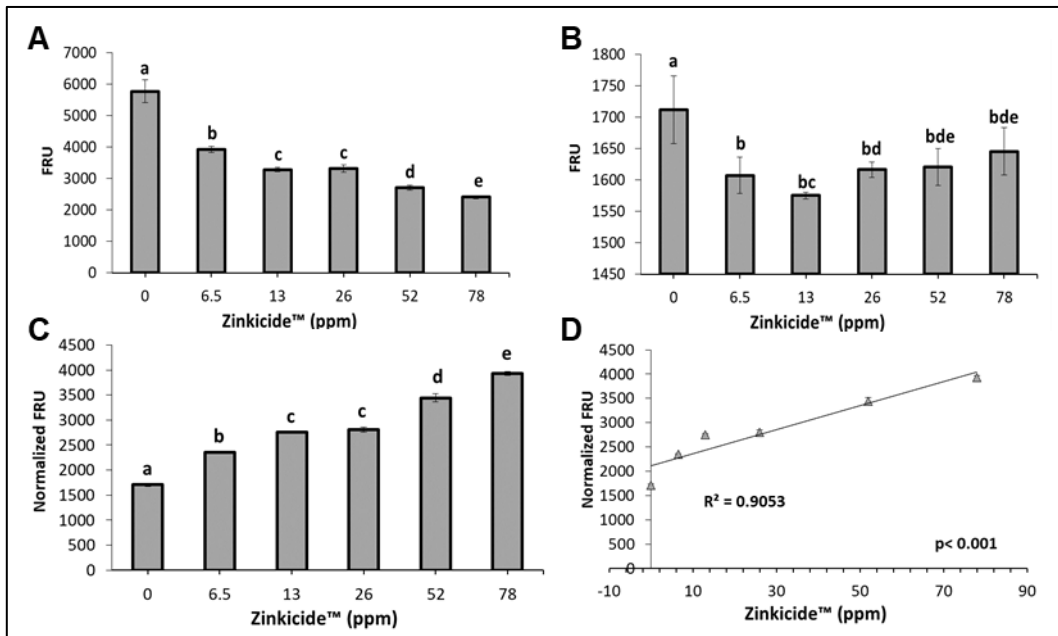 A
7000
6000
5000
4000
3000
2000
1000
0
FRU
a
b
c
c
d
e
0 6.5 13 26 52 78
Zinkicide™ (ppm)
B
1800
1750
1700
1650
1600
1550
1500
1450
FRU
a
b
bc
bd
bde
bde
0 6.5 13 26 52 78
Zinkicide™ (ppm)
C
4500
4000
3500
3000
2500
2000
1500
1000
500
0
Normalized FRU
a
b
c
c
d
e
0 6.5 13 26 52 78
Zinkicide™ (ppm)
D
4500
4000
3500
3000
2500
2000
1500
1000
500
0
Normalized FRU
R² = 0.9053
p< 0.001
-10 10 30 50 70 90
Zinkicide™ (ppm)